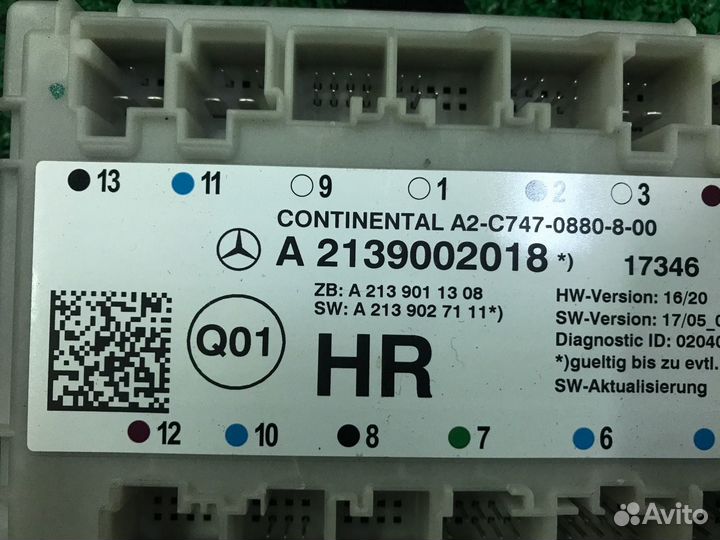 13 11 9 1 2 3
CONTINENTAL A2-C747-0880-8-00
A 2139002018 *) 17346
ZB: A 213 901 13 08
SW: A 213 902 71 11*)
HW-Version: 16/20
SW-Version: 17/05_0
Diagnostic ID: 02040
*)gueltig bis zu evtl.
SW-Aktualisierung
Q01
HR
12 10 8 7 6
Avito